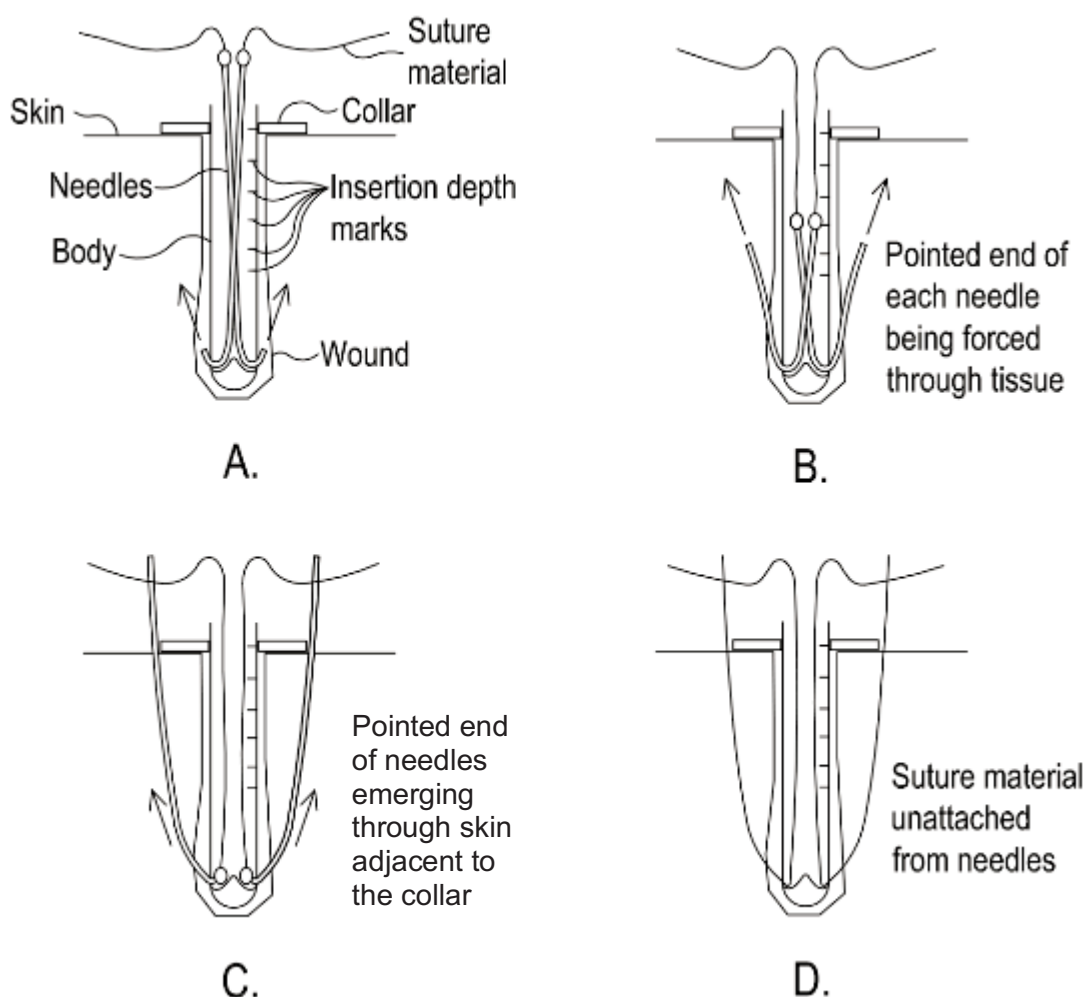 Suture
material
Skin
Collar
Needles
Insertion depth
marks
Body
Wound
A.
Pointed end of
each needle
being forced
through tissue
B.
Pointed end
of needles
emerging
through skin
adjacent to
the collar
C.
Suture material
unattached
from needles
D.